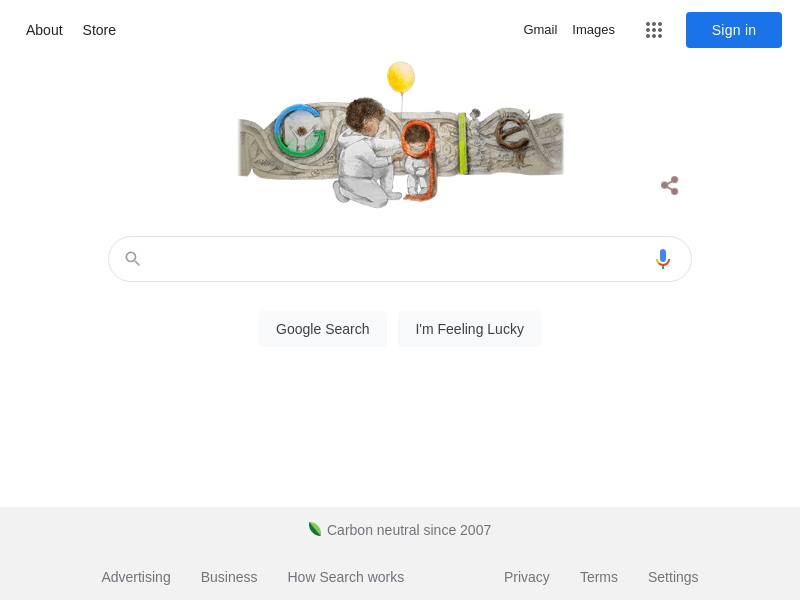 About Store Gmail Images Sign in
Google Search I'm Feeling Lucky
Carbon neutral since 2007
Advertising Business How Search works Privacy Terms Settings